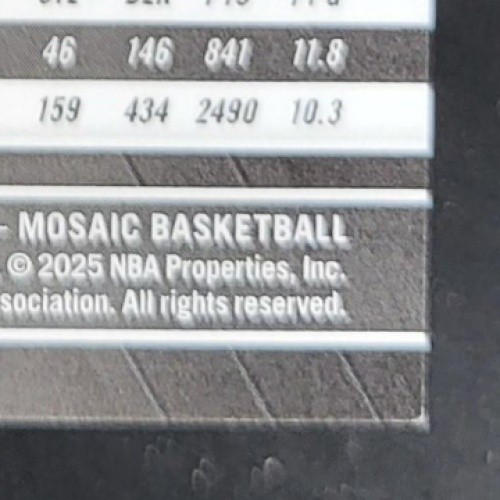 46 146 841 11.8
159 434 2490 10.3
- MOSAIC BASKETBALL
© 2025 NBA Properties, Inc.
sociation. All rights reserved.